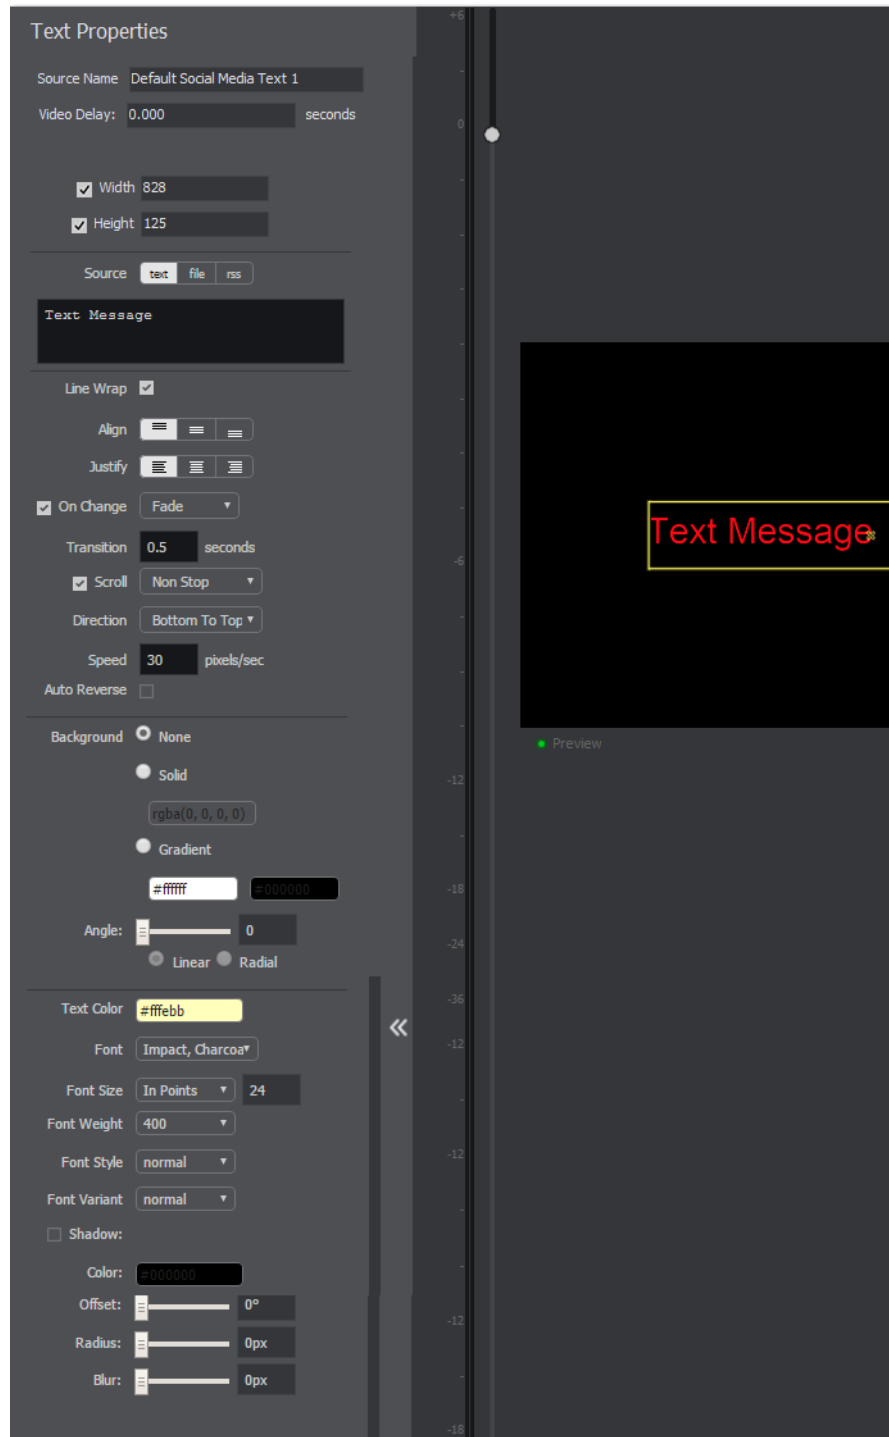 Text Properties
Source Name Default Social Media Text 1
Video Delay: 0.000 seconds
Width 828
Height 125
Source text file rss
Text Message
Line Wrap
Align
Justify
On Change Fade
Transition 0.5 seconds
Scroll Non Stop
Direction Bottom To Top
Speed 30 pixels/sec
Auto Reverse
Background None
Solid
rgba(0, 0, 0, 0)
Gradient
#ffffff #000000
Angle: 0
Linear Radial
Text Color #fffebb
Font Impact, Charcoa
Font Size In Points 24
Font Weight 400
Font Style normal
Font Variant normal
Shadow:
Color: #000000
Offset: 0°
Radius: 0px
Blur: 0px
+6
0
-6
-12
-18
-24
-36
-12
-12
-12
-18
Text Message
Preview